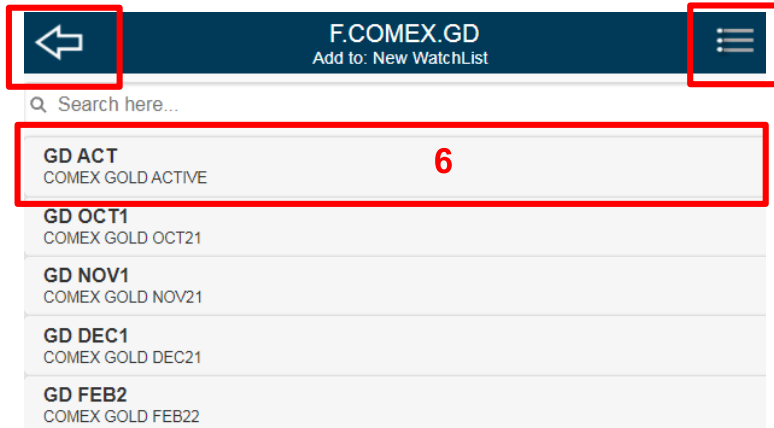 F.COMEX.GD
Add to: New WatchList
Search here...
GD ACT
COMEX GOLD ACTIVE
6
GD OCT1
COMEX GOLD OCT21
GD NOV1
COMEX GOLD NOV21
GD DEC1
COMEX GOLD DEC21
GD FEB2
COMEX GOLD FEB22